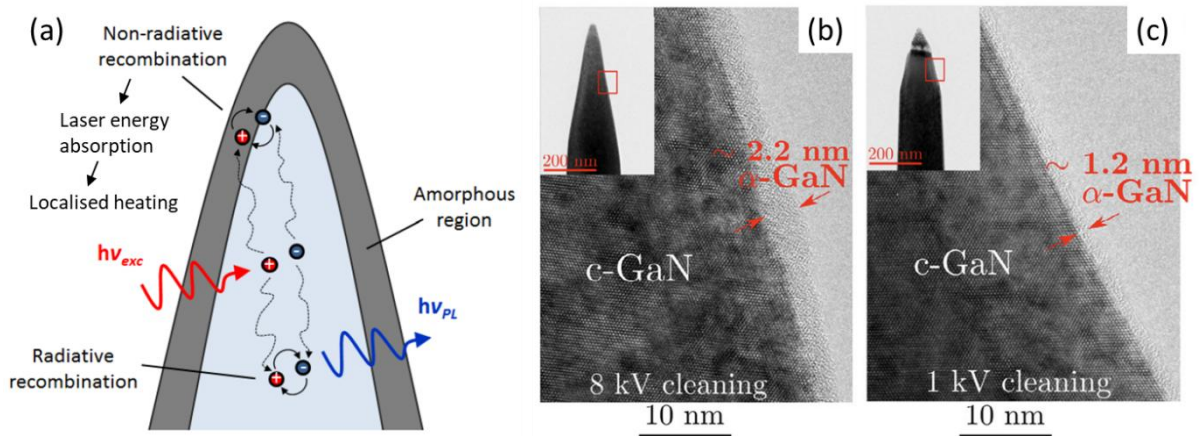 (a)
Non-radiative
recombination
Laser energy
absorption
Localised heating
Amorphous
region
hν_exc
hν_PL
Radiative
recombination
+
−
+
−
+
−
(b)
200 nm
~ 2.2 nm
α-GaN
c-GaN
8 kV cleaning
10 nm
(c)
200 nm
~ 1.2 nm
α-GaN
c-GaN
1 kV cleaning
10 nm